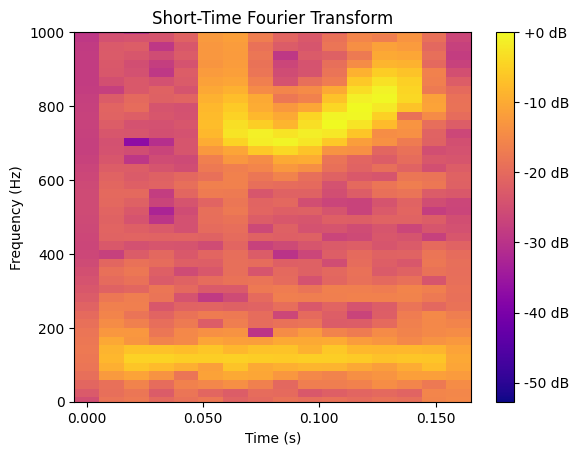 Short-Time Fourier Transform
1000
800
600
400
200
0
Frequency (Hz)
0.000
0.050
0.100
0.150
Time (s)
+0 dB
-10 dB
-20 dB
-30 dB
-40 dB
-50 dB